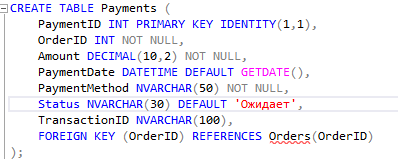 CREATE TABLE Payments (
PaymentID INT PRIMARY KEY IDENTITY(1,1),
OrderID INT NOT NULL,
Amount DECIMAL(10,2) NOT NULL,
PaymentDate DATETIME DEFAULT GETDATE(),
PaymentMethod NVARCHAR(50) NOT NULL,
Status NVARCHAR(30) DEFAULT 'Ожидает',
TransactionID NVARCHAR(100),
FOREIGN KEY (OrderID) REFERENCES Orders(OrderID)
);